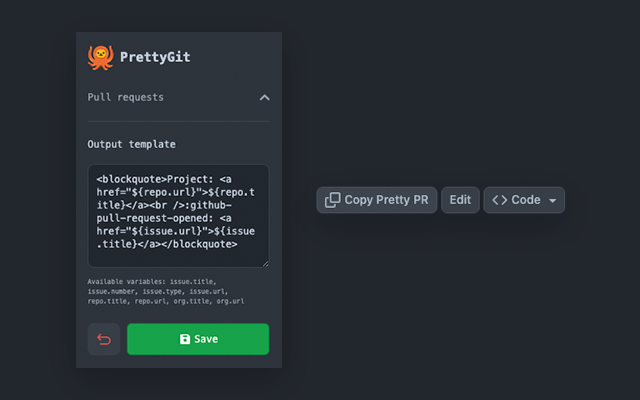 PrettyGit
Pull requests
Output template
<blockquote>Project: <a
href="${repo.url}">${repo.t
itle}</a><br />:github-
pull-request-opened: <a
href="${issue.url}">${issue
.title}</a></blockquote>
Available variables: issue.title,
issue.number, issue.type, issue.url,
repo.title, repo.url, org.title, org.url
Save
Copy Pretty PR
Edit
<> Code